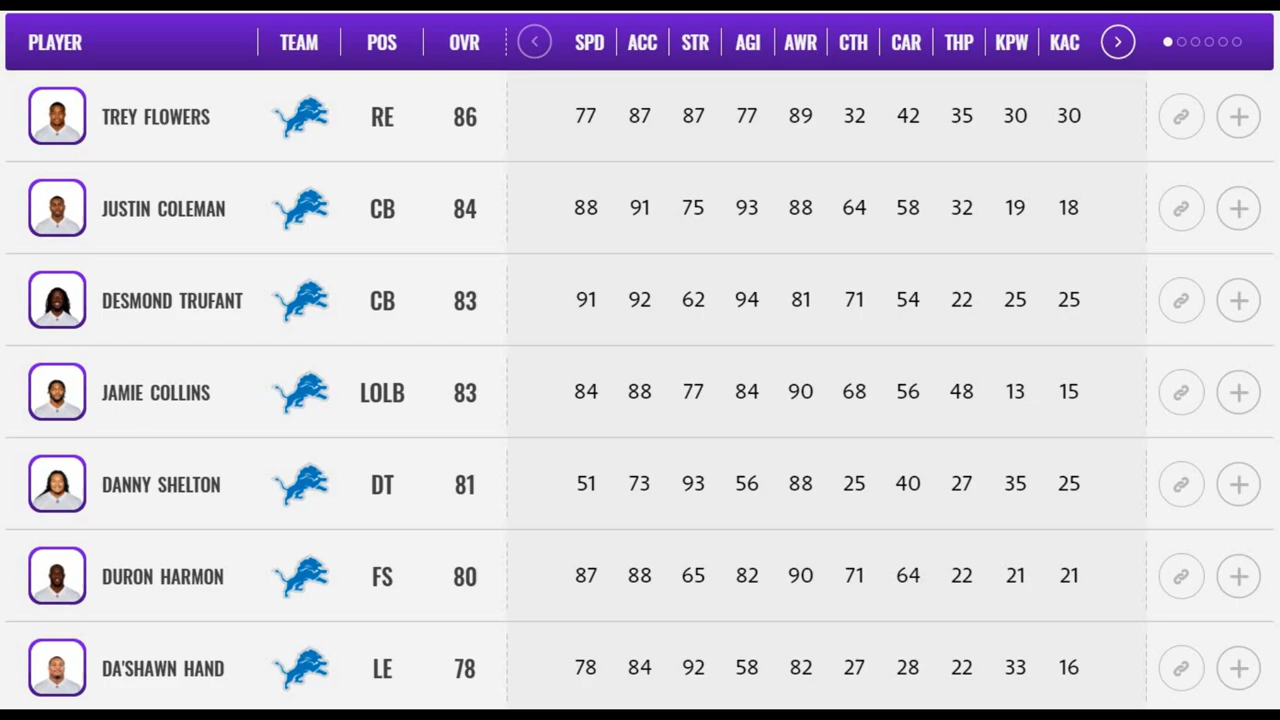 PLAYER TEAM POS OVR SPD ACC STR AGI AWR CTH CAR THP KPW KAC
TREY FLOWERS RE 86 77 87 87 77 89 32 42 35 30 30
JUSTIN COLEMAN CB 84 88 91 75 93 88 64 58 32 19 18
DESMOND TRUFANT CB 83 91 92 62 94 81 71 54 22 25 25
JAMIE COLLINS LOLB 83 84 88 77 84 90 68 56 48 13 15
DANNY SHELTON DT 81 51 73 93 56 88 25 40 27 35 25
DURON HARMON FS 80 87 88 65 82 90 71 64 22 21 21
DA'SHAWN HAND LE 78 78 84 92 58 82 27 28 22 33 16